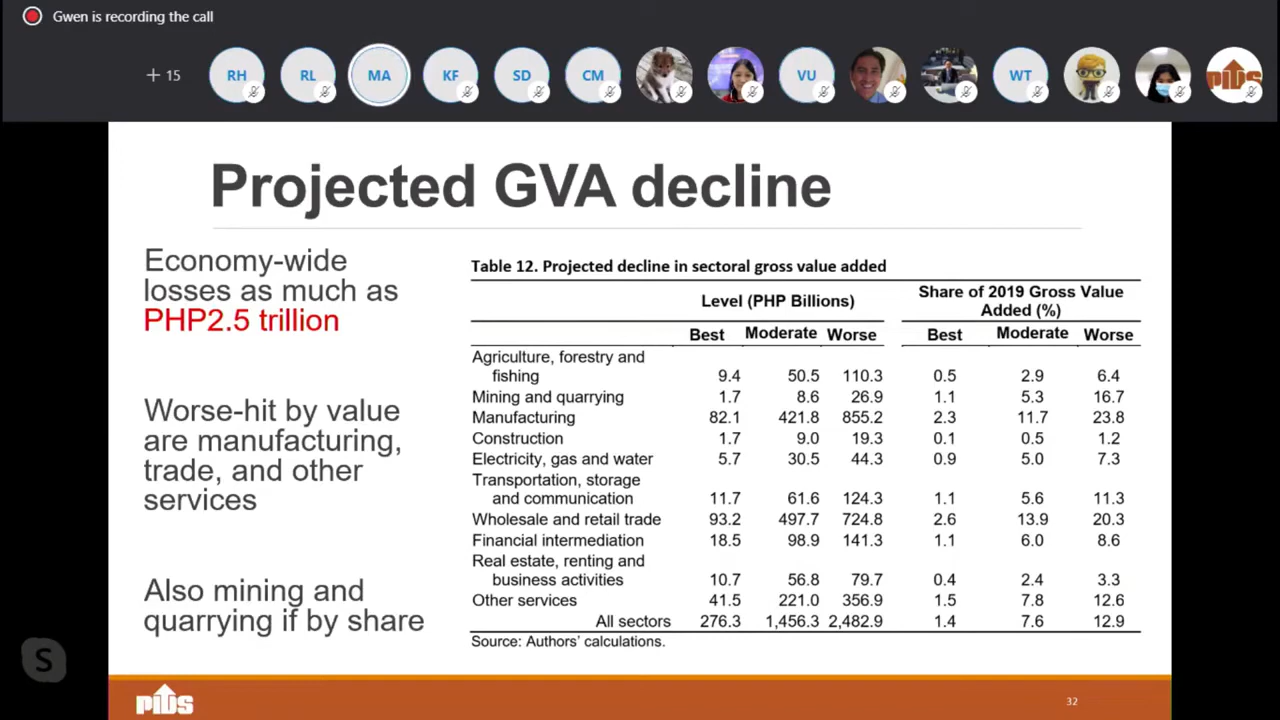 Gwen is recording the call
+ 15
RH
RL
MA
KF
SD
CM
VU
WT
PIDS
Projected GVA decline
Economy-wide
losses as much as
PHP2.5 trillion
Worse-hit by value
are manufacturing,
trade, and other
services
Also mining and
quarrying if by share
Table 12. Projected decline in sectoral gross value added
Level (PHP Billions) Share of 2019 Gross Value
Added (%)
Best Moderate Worse Best Moderate Worse
Agriculture, forestry and
fishing 9.4 50.5 110.3 0.5 2.9 6.4
Mining and quarrying 1.7 8.6 26.9 1.1 5.3 16.7
Manufacturing 82.1 421.8 855.2 2.3 11.7 23.8
Construction 1.7 9.0 19.3 0.1 0.5 1.2
Electricity, gas and water 5.7 30.5 44.3 0.9 5.0 7.3
Transportation, storage
and communication 11.7 61.6 124.3 1.1 5.6 11.3
Wholesale and retail trade 93.2 497.7 724.8 2.6 13.9 20.3
Financial intermediation 18.5 98.9 141.3 1.1 6.0 8.6
Real estate, renting and
business activities 10.7 56.8 79.7 0.4 2.4 3.3
Other services 41.5 221.0 356.9 1.5 7.8 12.6
All sectors 276.3 1,456.3 2,482.9 1.4 7.6 12.9
Source: Authors’ calculations.
S
PIDS
32